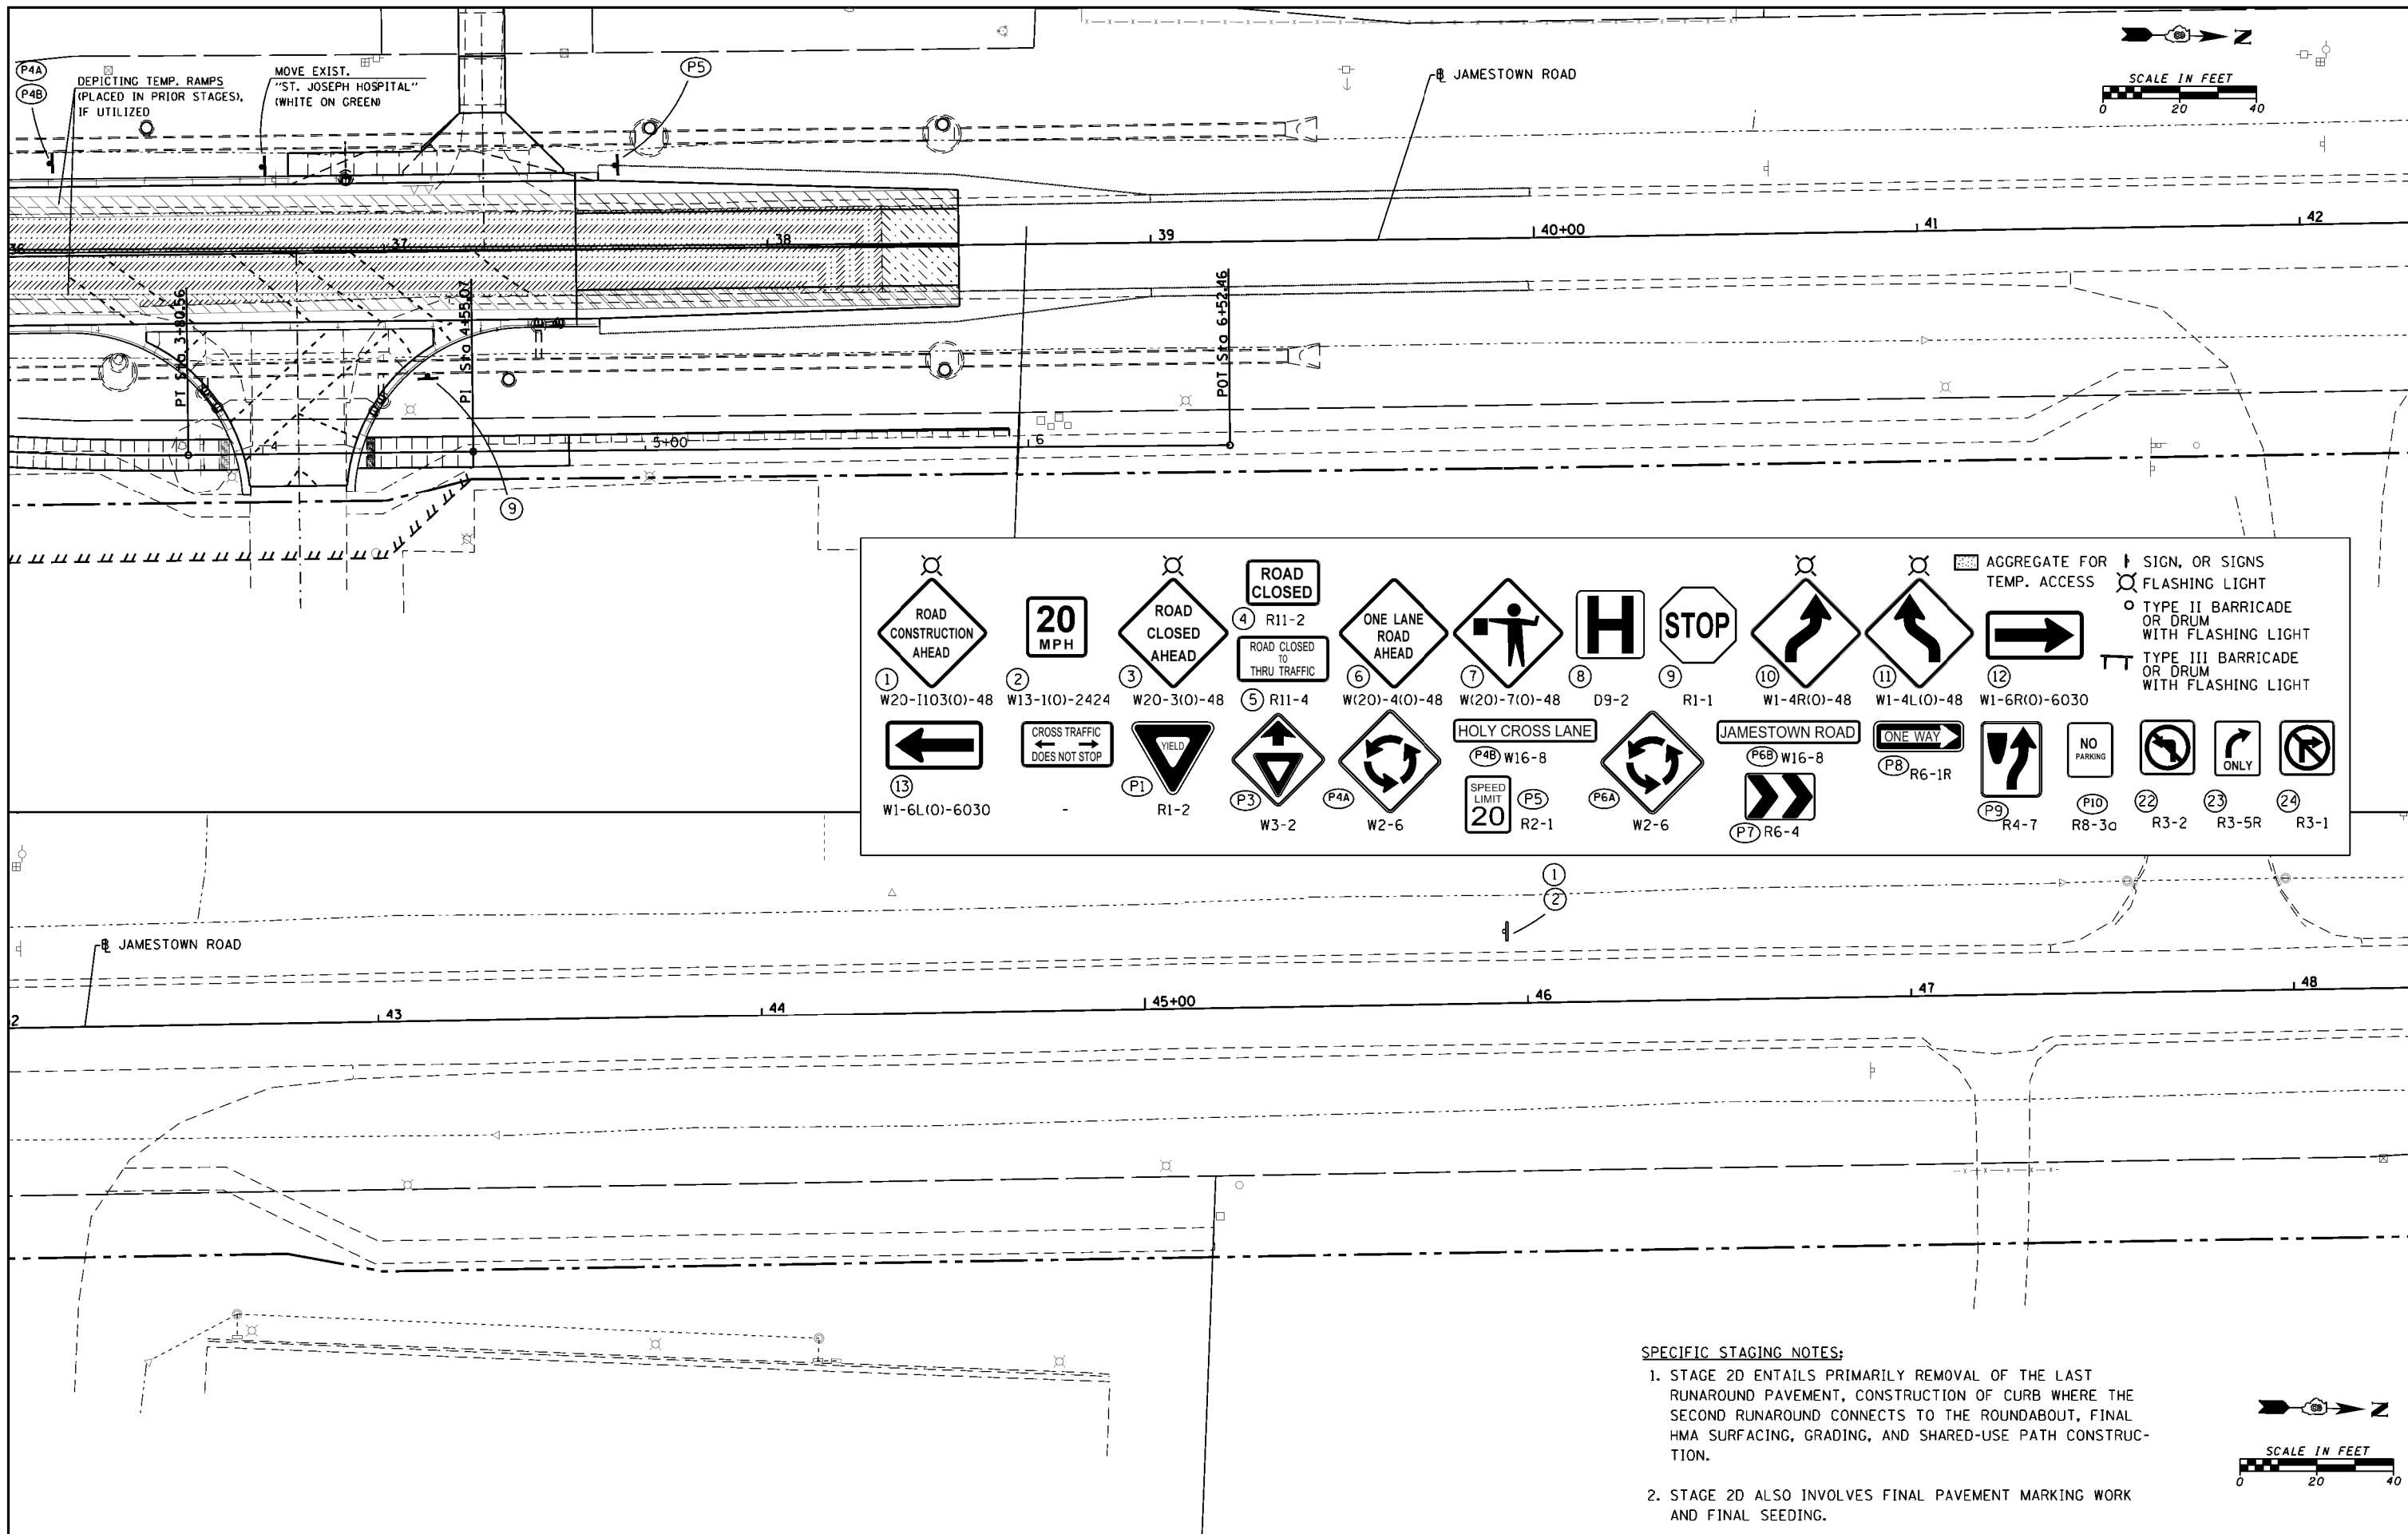 P4A
P4B
DEPICTING TEMP. RAMPS
(PLACED IN PRIOR STAGES),
IF UTILIZED
MOVE EXIST.
"ST. JOSEPH HOSPITAL"
(WHITE ON GREEN)
P5
℄ JAMESTOWN ROAD
N
SCALE IN FEET
0 20 40
36
37
38
39
40+00
41
42
PT Sta 3+80.56
PI Sta 4+55.07
POT Sta 6+52.46
4
5+00
6
9
ROAD
CONSTRUCTION
AHEAD
1
W20-I103(0)-48
20
MPH
2
W13-1(0)-2424
ROAD
CLOSED
AHEAD
3
W20-3(0)-48
ROAD
CLOSED
4 R11-2
ROAD CLOSED
TO
THRU TRAFFIC
5 R11-4
ONE LANE
ROAD
AHEAD
6
W(20)-4(0)-48
7
W(20)-7(0)-48
H
8
D9-2
STOP
9
R1-1
10
W1-4R(0)-48
11
W1-4L(0)-48
12
W1-6R(0)-6030
AGGREGATE FOR
TEMP. ACCESS
SIGN, OR SIGNS
FLASHING LIGHT
TYPE II BARRICADE
OR DRUM
WITH FLASHING LIGHT
TYPE III BARRICADE
OR DRUM
WITH FLASHING LIGHT
13
W1-6L(0)-6030
CROSS TRAFFIC
DOES NOT STOP
-
YIELD
P1
R1-2
P3
W3-2
P4A
W2-6
HOLY CROSS LANE
P4B W16-8
SPEED
LIMIT
20
P5
R2-1
P6A
W2-6
JAMESTOWN ROAD
P6B W16-8
P7 R6-4
ONE WAY
P8 R6-1R
P9
R4-7
NO
PARKING
P10
R8-3a
22
R3-2
ONLY
23
R3-5R
24
R3-1
1
2
℄ JAMESTOWN ROAD
2
43
44
45+00
46
47
48
SPECIFIC STAGING NOTES:
1. STAGE 2D ENTAILS PRIMARILY REMOVAL OF THE LAST
RUNAROUND PAVEMENT, CONSTRUCTION OF CURB WHERE THE
SECOND RUNAROUND CONNECTS TO THE ROUNDABOUT, FINAL
HMA SURFACING, GRADING, AND SHARED-USE PATH CONSTRUC-
TION.
2. STAGE 2D ALSO INVOLVES FINAL PAVEMENT MARKING WORK
AND FINAL SEEDING.
N
SCALE IN FEET
0 20 40